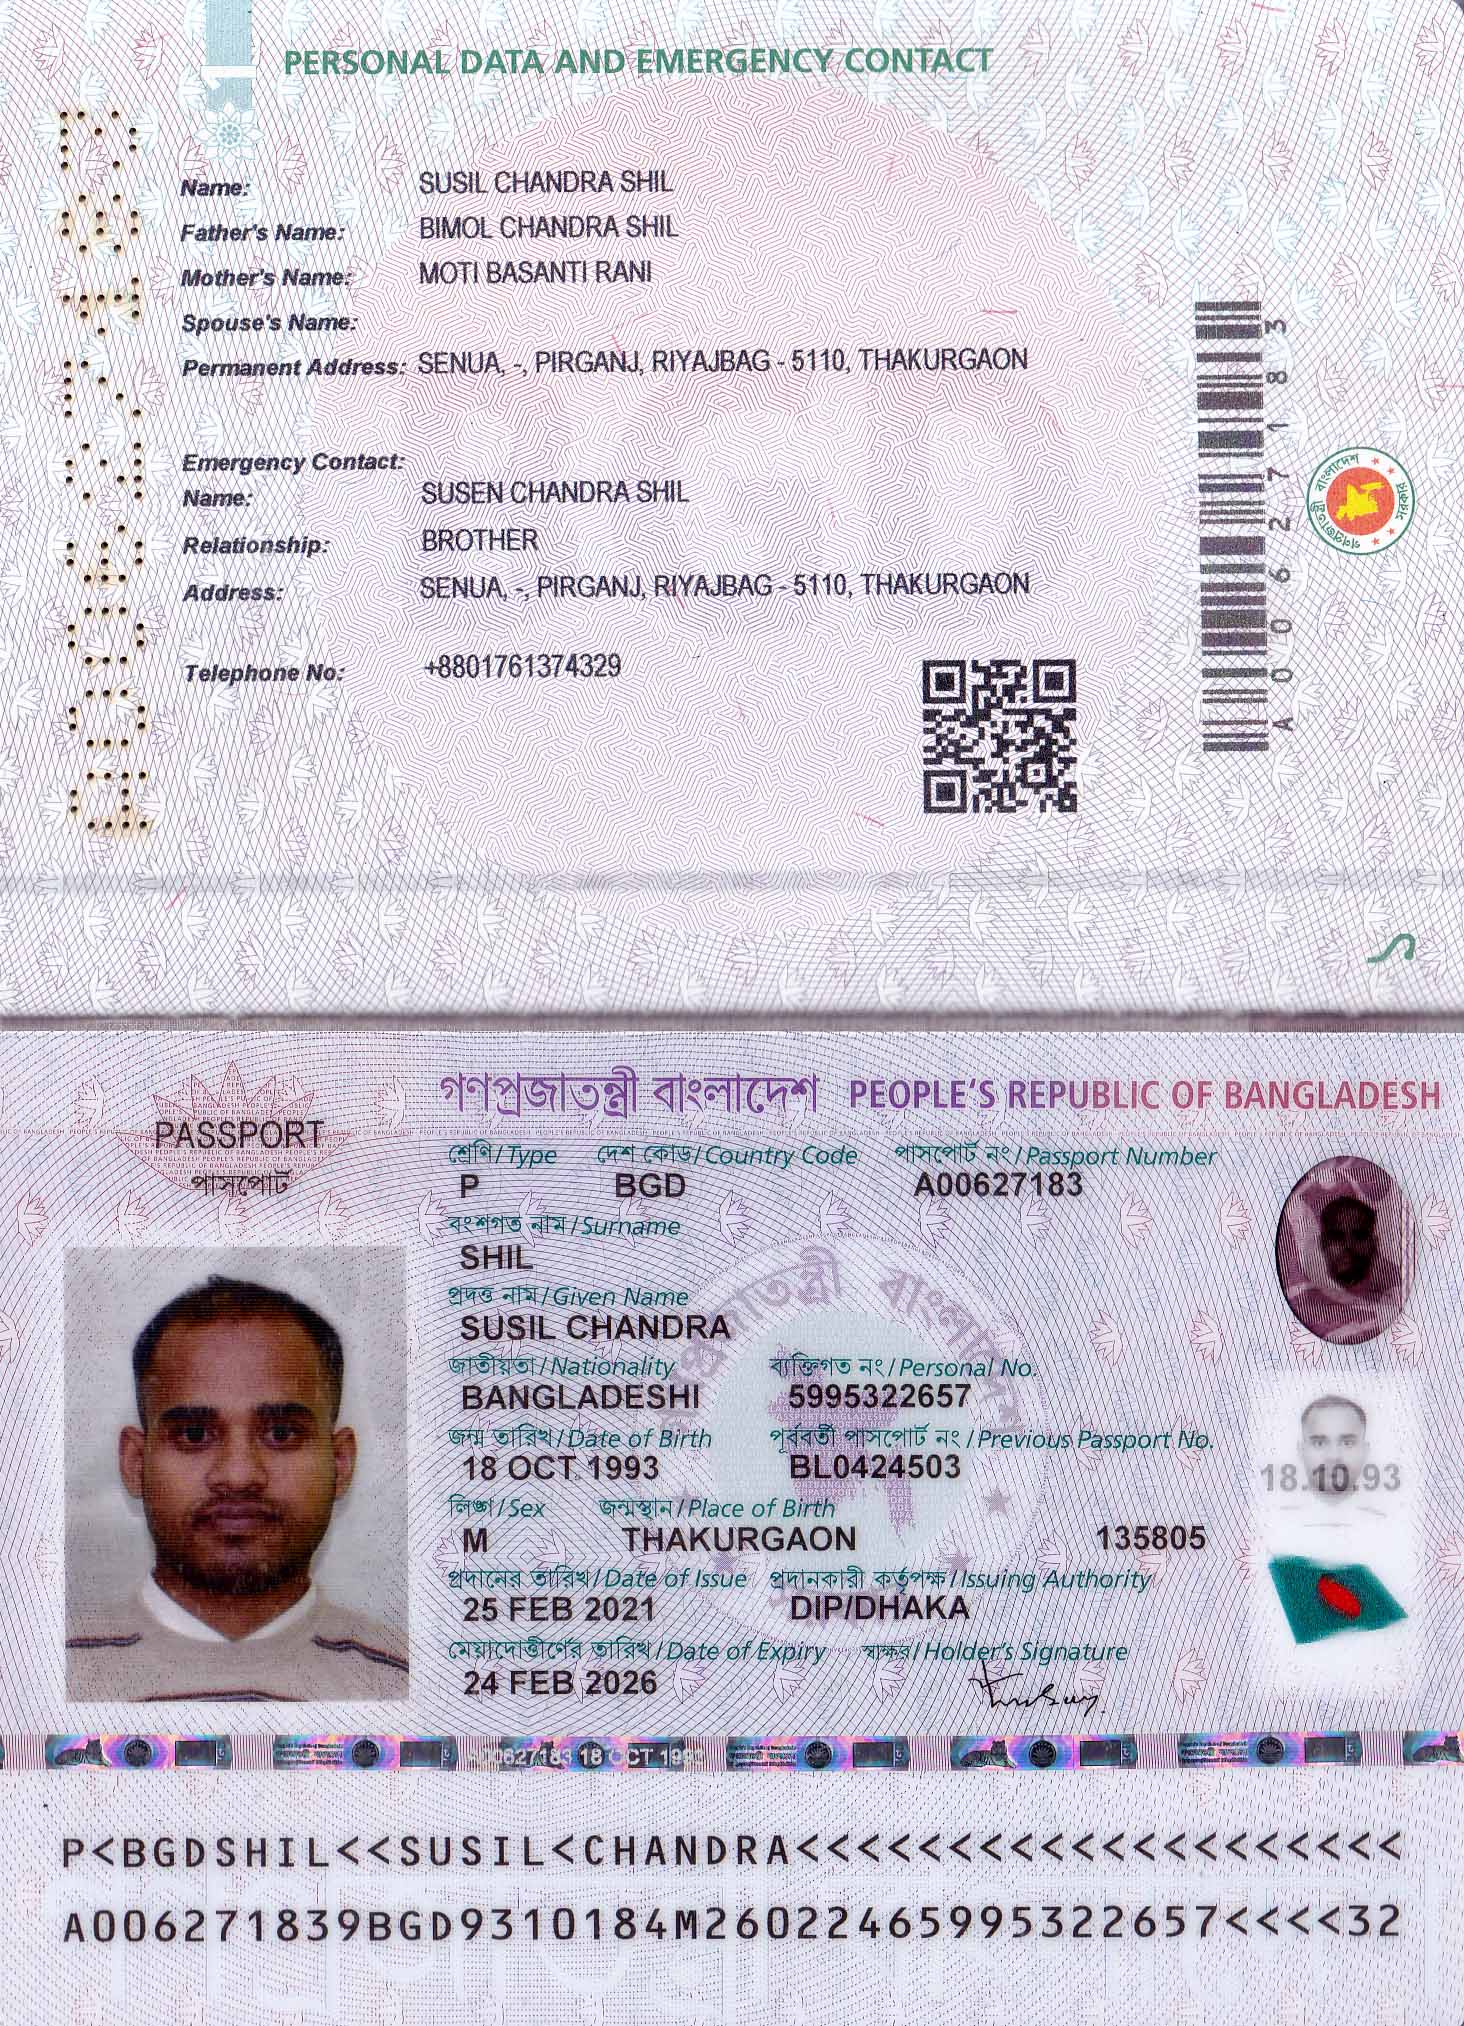 PERSONAL DATA AND EMERGENCY CONTACT
Name: SUSIL CHANDRA SHIL
Father's Name: BIMOL CHANDRA SHIL
Mother's Name: MOTI BASANTI RANI
Spouse's Name:
Permanent Address: SENUA, -, PIRGANJ, RIYAJBAG - 5110, THAKURGAON
Emergency Contact:
Name: SUSEN CHANDRA SHIL
Relationship: BROTHER
Address: SENUA, -, PIRGANJ, RIYAJBAG - 5110, THAKURGAON
Telephone No: +8801761374329
A00627183
গণপ্রজাতন্ত্রী বাংলাদেশ সরকার
গণপ্রজাতন্ত্রী বাংলাদেশ PEOPLE'S REPUBLIC OF BANGLADESH
PASSPORT
পাসপোর্ট
শ্রেণি/Type দেশ কোড/Country Code পাসপোর্ট নং/Passport Number
P BGD A00627183
বংশগত নাম/Surname
SHIL
প্রদত্ত নাম/Given Name
SUSIL CHANDRA
জাতীয়তা/Nationality ব্যক্তিগত নং/Personal No.
BANGLADESHI 5995322657
জন্ম তারিখ/Date of Birth পূর্ববর্তী পাসপোর্ট নং/Previous Passport No.
18 OCT 1993 BL0424503
18.10.93
লিঙ্গ/Sex জন্মস্থান/Place of Birth
M THAKURGAON 135805
প্রদানের তারিখ/Date of Issue প্রদানকারী কর্তৃপক্ষ/Issuing Authority
25 FEB 2021 DIP/DHAKA
মেয়াদোত্তীর্ণের তারিখ/Date of Expiry স্বাক্ষর/Holder's Signature
24 FEB 2026
A00627183 18 OCT 1993
P<BGDSHIL<<SUSIL<CHANDRA<<<<<<<<<<<<<<<<<<<<
A006271839BGD9310184M26022465995322657<<<<32